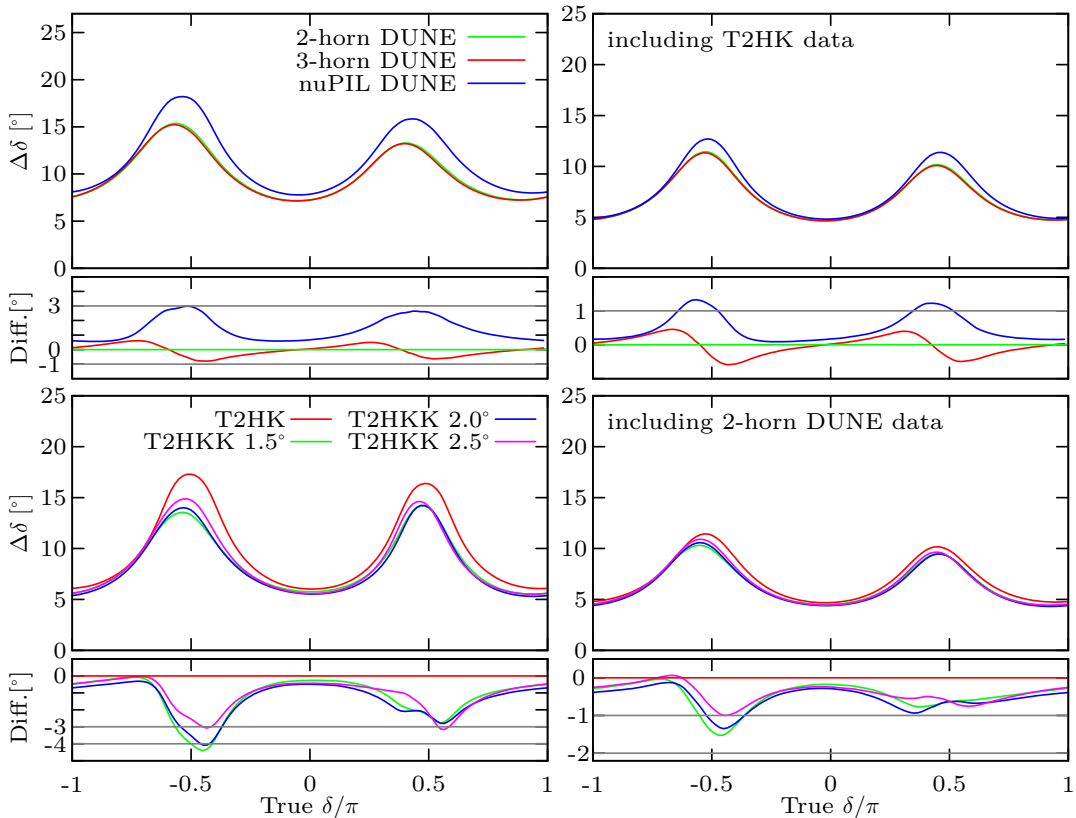 25
20
15
10
5
0
Δδ [°]
2-horn DUNE
3-horn DUNE
nuPIL DUNE
25
20
15
10
5
0
including T2HK data
3
0
-1
Diff.[°]
1
0
25
20
15
10
5
0
Δδ [°]
T2HK
T2HKK 1.5°
T2HKK 2.0°
T2HKK 2.5°
25
20
15
10
5
0
including 2-horn DUNE data
0
-3
-4
Diff.[°]
0
-1
-2
-1 -0.5 0 0.5 1
True δ/π
-1 -0.5 0 0.5 1
True δ/π